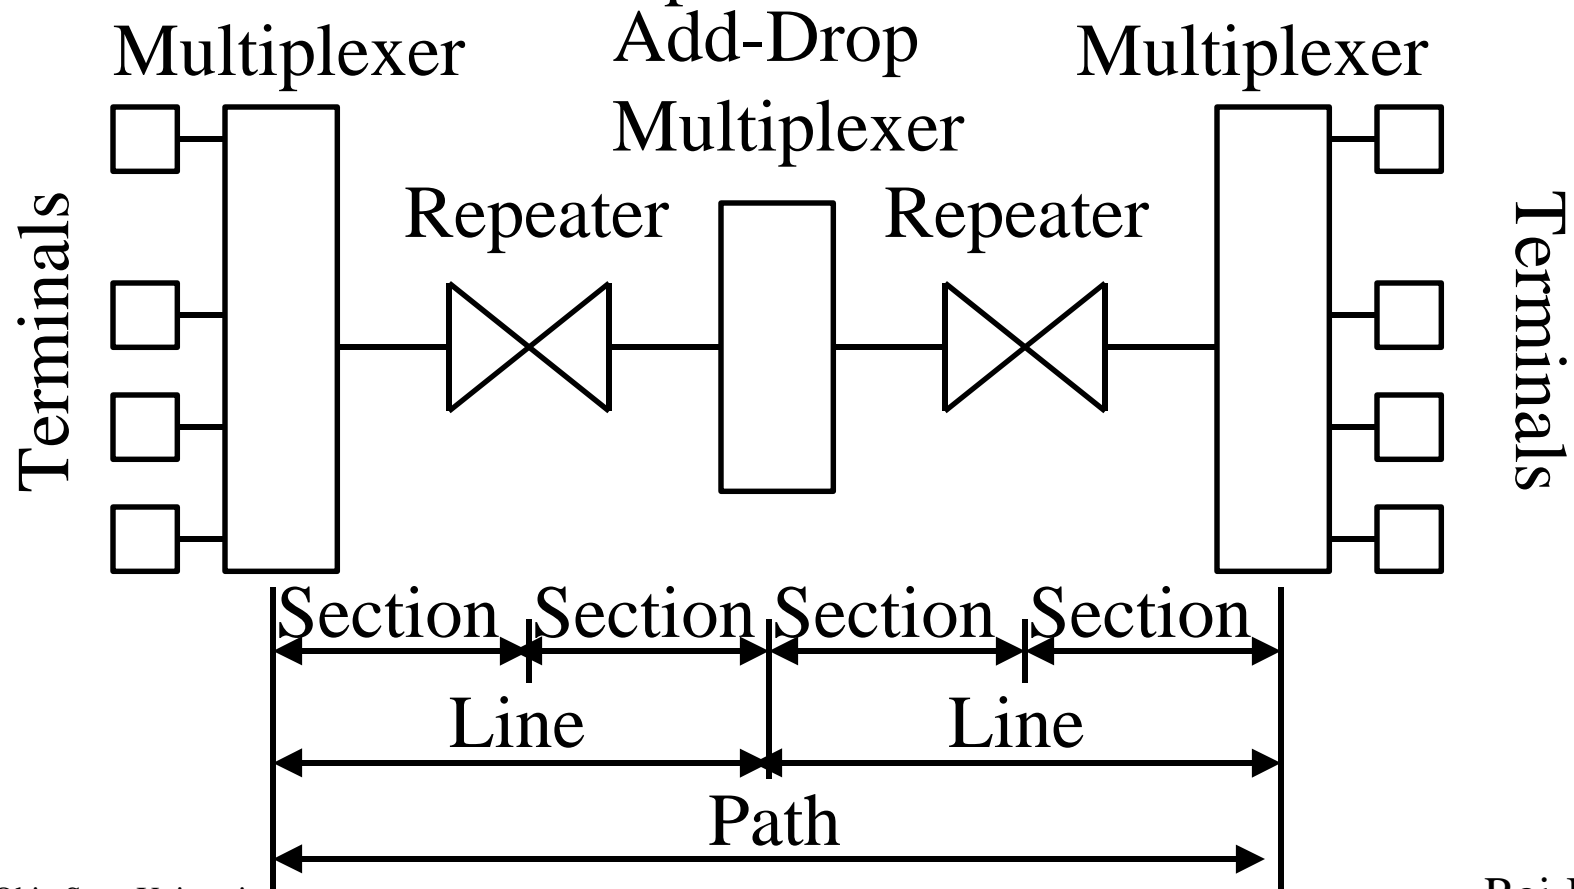 Multiplexer
Add-Drop
Multiplexer
Multiplexer
Repeater
Repeater
Terminals
Terminals
Section
Section
Section
Section
Line
Line
Path